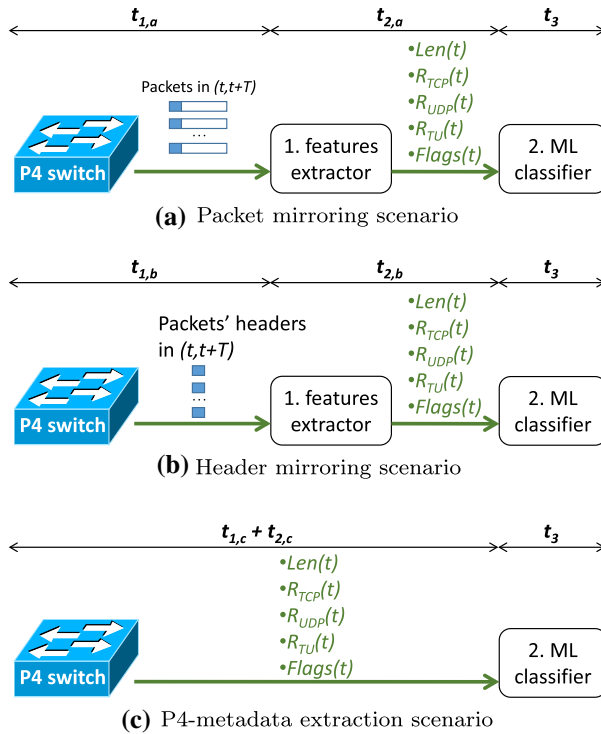 t1,a t2,a t3
Packets in (t,t+T)
...
•Len(t)
•RTCP(t)
•RUDP(t)
•RTU(t)
•Flags(t)
P4 switch
1. features
extractor
2. ML
classifier
(a) Packet mirroring scenario
t1,b t2,b t3
Packets' headers
in (t,t+T)
...
•Len(t)
•RTCP(t)
•RUDP(t)
•RTU(t)
•Flags(t)
P4 switch
1. features
extractor
2. ML
classifier
(b) Header mirroring scenario
t1,c + t2,c t3
•Len(t)
•RTCP(t)
•RUDP(t)
•RTU(t)
•Flags(t)
P4 switch
2. ML
classifier
(c) P4-metadata extraction scenario